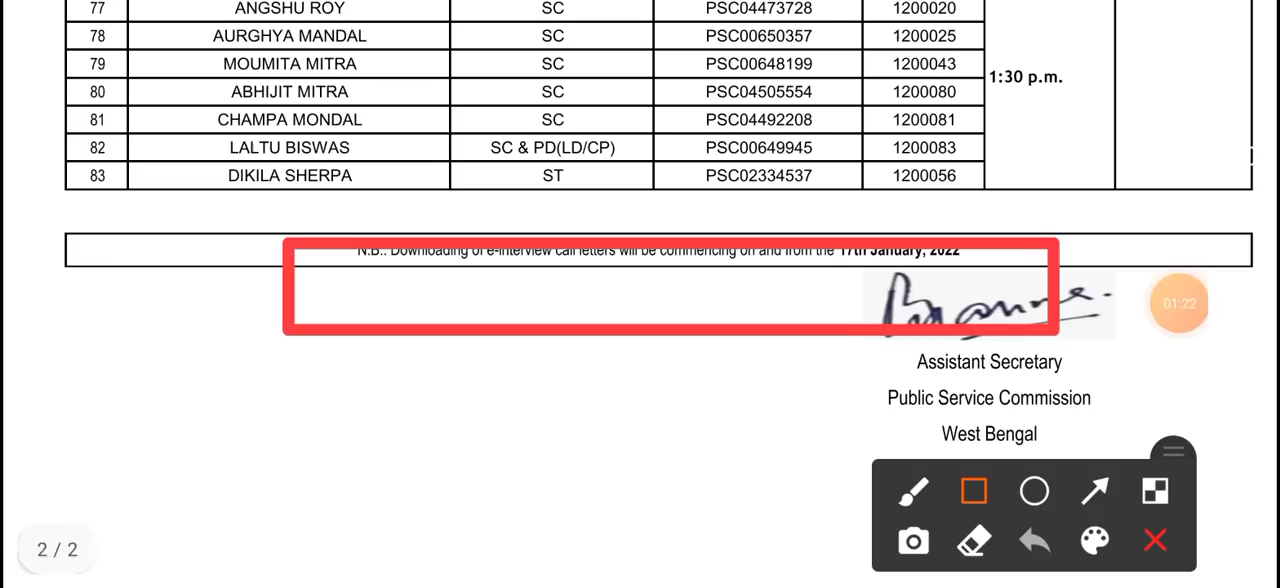 77 ANGSHU ROY SC PSC04473728 1200020
78 AURGHYA MANDAL SC PSC00650357 1200025
79 MOUMITA MITRA SC PSC00648199 1200043
1:30 p.m.
80 ABHIJIT MITRA SC PSC04505554 1200080
81 CHAMPA MONDAL SC PSC04492208 1200081
82 LALTU BISWAS SC & PD(LD/CP) PSC00649945 1200083
83 DIKILA SHERPA ST PSC02334537 1200056
N.B.: Downloading of e-interview call letters will be commencing on and from the 17th January, 2022
01:22
Assistant Secretary
Public Service Commission
West Bengal
2 / 2